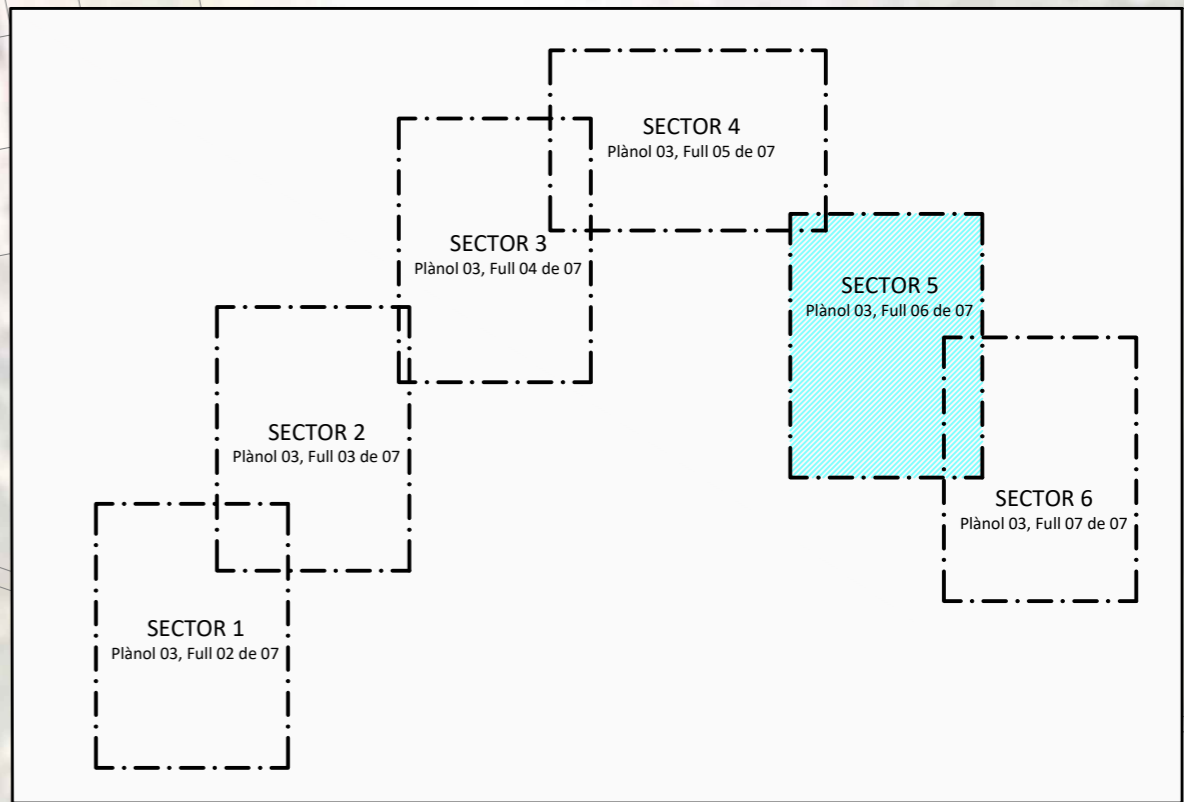 SECTOR 4
Plànol 03, Full 05 de 07
SECTOR 3
Plànol 03, Full 04 de 07
SECTOR 5
Plànol 03, Full 06 de 07
SECTOR 2
Plànol 03, Full 03 de 07
SECTOR 6
Plànol 03, Full 07 de 07
SECTOR 1
Plànol 03, Full 02 de 07